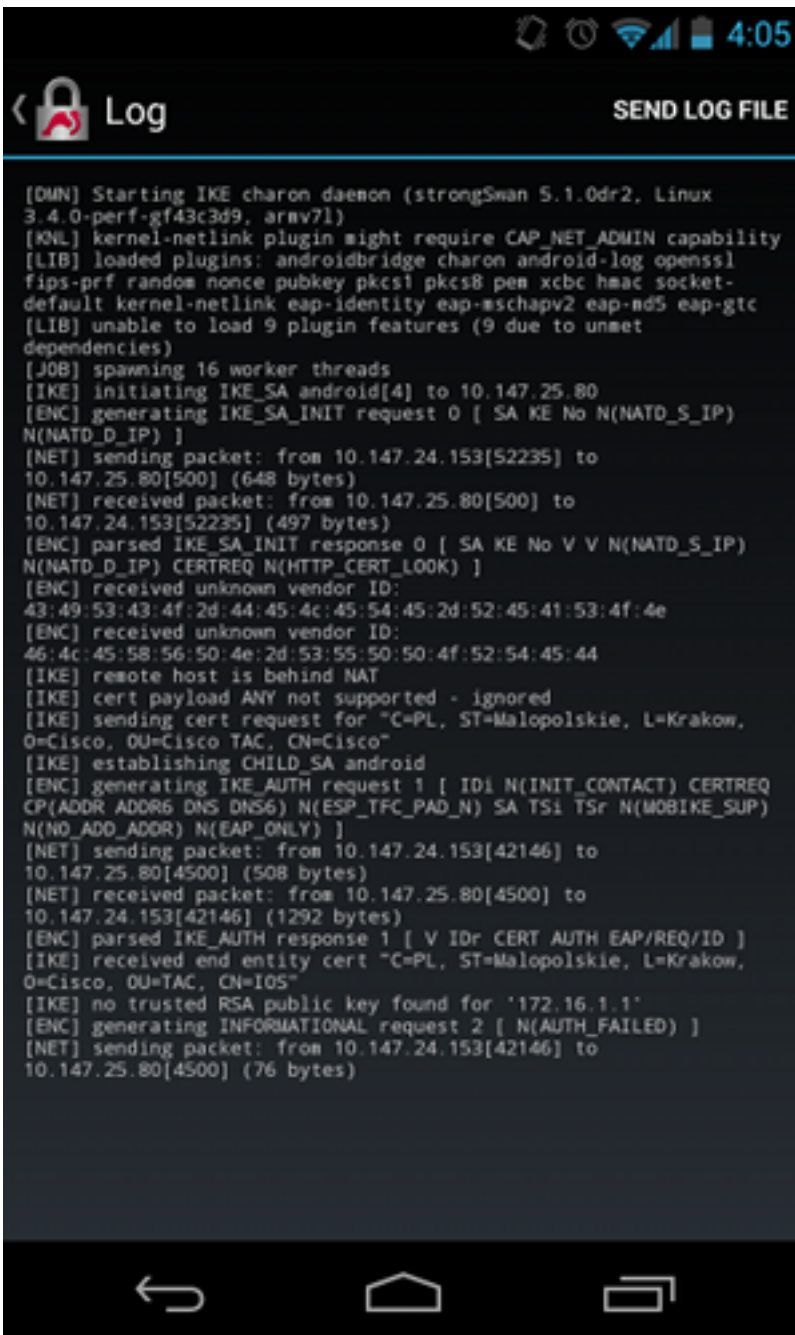 4:05
Log
SEND LOG FILE
[DMN] Starting IKE charon daemon (strongSwan 5.1.0dr2, Linux
3.4.0-perf-gf43c3d9, armv7l)
[KNL] kernel-netlink plugin might require CAP_NET_ADMIN capability
[LIB] loaded plugins: androidbridge charon android-log openssl
fips-prf random nonce pubkey pkcs1 pkcs8 pem xcbc hmac socket-
default kernel-netlink eap-identity eap-mschapv2 eap-md5 eap-gtc
[LIB] unable to load 9 plugin features (9 due to unmet
dependencies)
[JOB] spawning 16 worker threads
[IKE] initiating IKE_SA android[4] to 10.147.25.80
[ENC] generating IKE_SA_INIT request 0 [ SA KE No N(NATD_S_IP)
N(NATD_D_IP) ]
[NET] sending packet: from 10.147.24.153[52235] to
10.147.25.80[500] (648 bytes)
[NET] received packet: from 10.147.25.80[500] to
10.147.24.153[52235] (497 bytes)
[ENC] parsed IKE_SA_INIT response 0 [ SA KE No V V N(NATD_S_IP)
N(NATD_D_IP) CERTREQ N(HTTP_CERT_LOOK) ]
[ENC] received unknown vendor ID:
43:49:53:43:4f:2d:44:45:4c:45:54:45:2d:52:45:41:53:4f:4e
[ENC] received unknown vendor ID:
46:4c:45:58:56:50:4e:2d:53:55:50:50:4f:52:54:45:44
[IKE] remote host is behind NAT
[IKE] cert payload ANY not supported - ignored
[IKE] sending cert request for "C=PL, ST=Malopolskie, L=Krakow,
O=Cisco, OU=Cisco TAC, CN=Cisco"
[IKE] establishing CHILD_SA android
[ENC] generating IKE_AUTH request 1 [ IDi N(INIT_CONTACT) CERTREQ
CP(ADDR ADDR6 DNS DNS6) N(ESP_TFC_PAD_N) SA TSi TSr N(MOBIKE_SUP)
N(NO_ADD_ADDR) N(EAP_ONLY) ]
[NET] sending packet: from 10.147.24.153[42146] to
10.147.25.80[4500] (508 bytes)
[NET] received packet: from 10.147.25.80[4500] to
10.147.24.153[42146] (1292 bytes)
[ENC] parsed IKE_AUTH response 1 [ V IDr CERT AUTH EAP/REQ/ID ]
[IKE] received end entity cert "C=PL, ST=Malopolskie, L=Krakow,
O=Cisco, OU=TAC, CN=IOS"
[IKE] no trusted RSA public key found for '172.16.1.1'
[ENC] generating INFORMATIONAL request 2 [ N(AUTH_FAILED) ]
[NET] sending packet: from 10.147.24.153[42146] to
10.147.25.80[4500] (76 bytes)